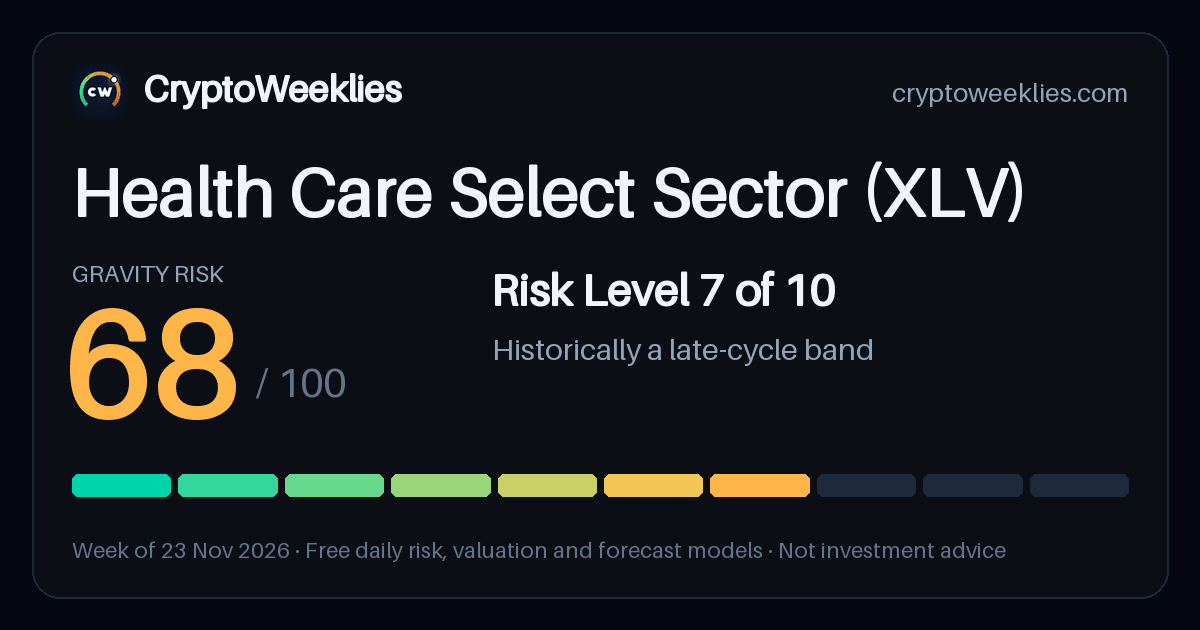 CW
CryptoWeeklies
cryptoweeklies.com
Health Care Select Sector (XLV)
GRAVITY RISK
68 / 100
Risk Level 7 of 10
Historically a late-cycle band
Week of 23 Nov 2026 · Free daily risk, valuation and forecast models · Not investment advice